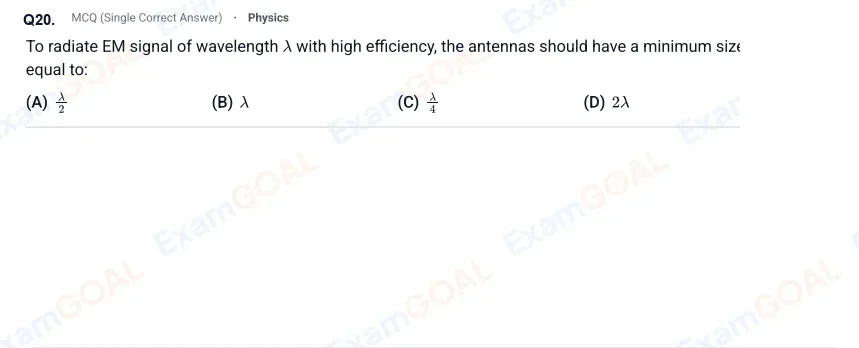 Q20. MCQ (Single Correct Answer) · Physics
To radiate EM signal of wavelength λ with high efficiency, the antennas should have a minimum size
equal to:
(A) λ/2 (B) λ (C) λ/4 (D) 2λ
ExamGOAL